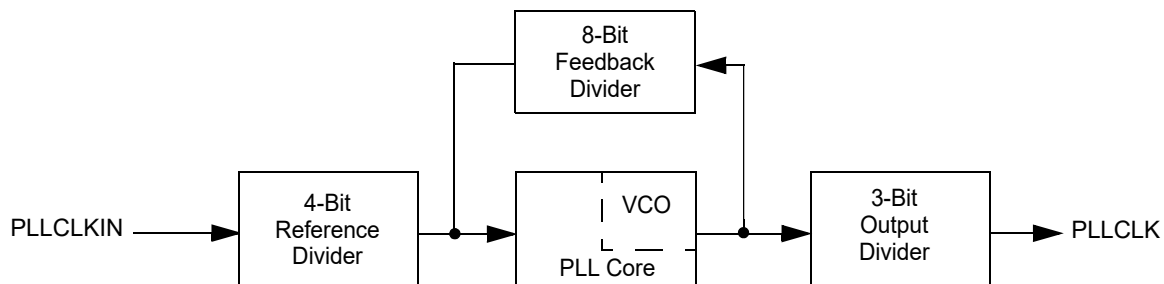 8-Bit
Feedback
Divider
PLLCLKIN
4-Bit
Reference
Divider
VCO
PLL Core
3-Bit
Output
Divider
PLLCLK